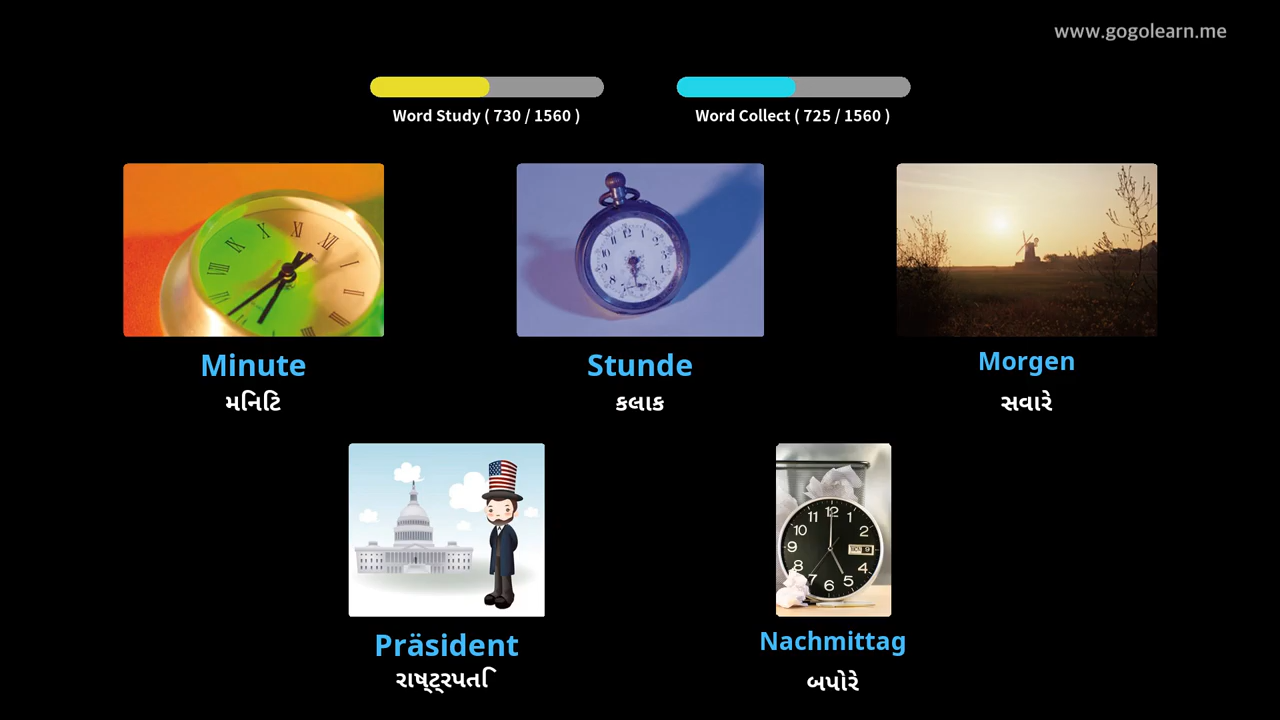 www.gogolearn.me
Word Study ( 730 / 1560 )
Word Collect ( 725 / 1560 )
Minute
Stunde
Morgen
મિનિટ
કલાક
સવારે
Präsident
Nachmittag
રાષ્ટ્રપતિ
બપોરે